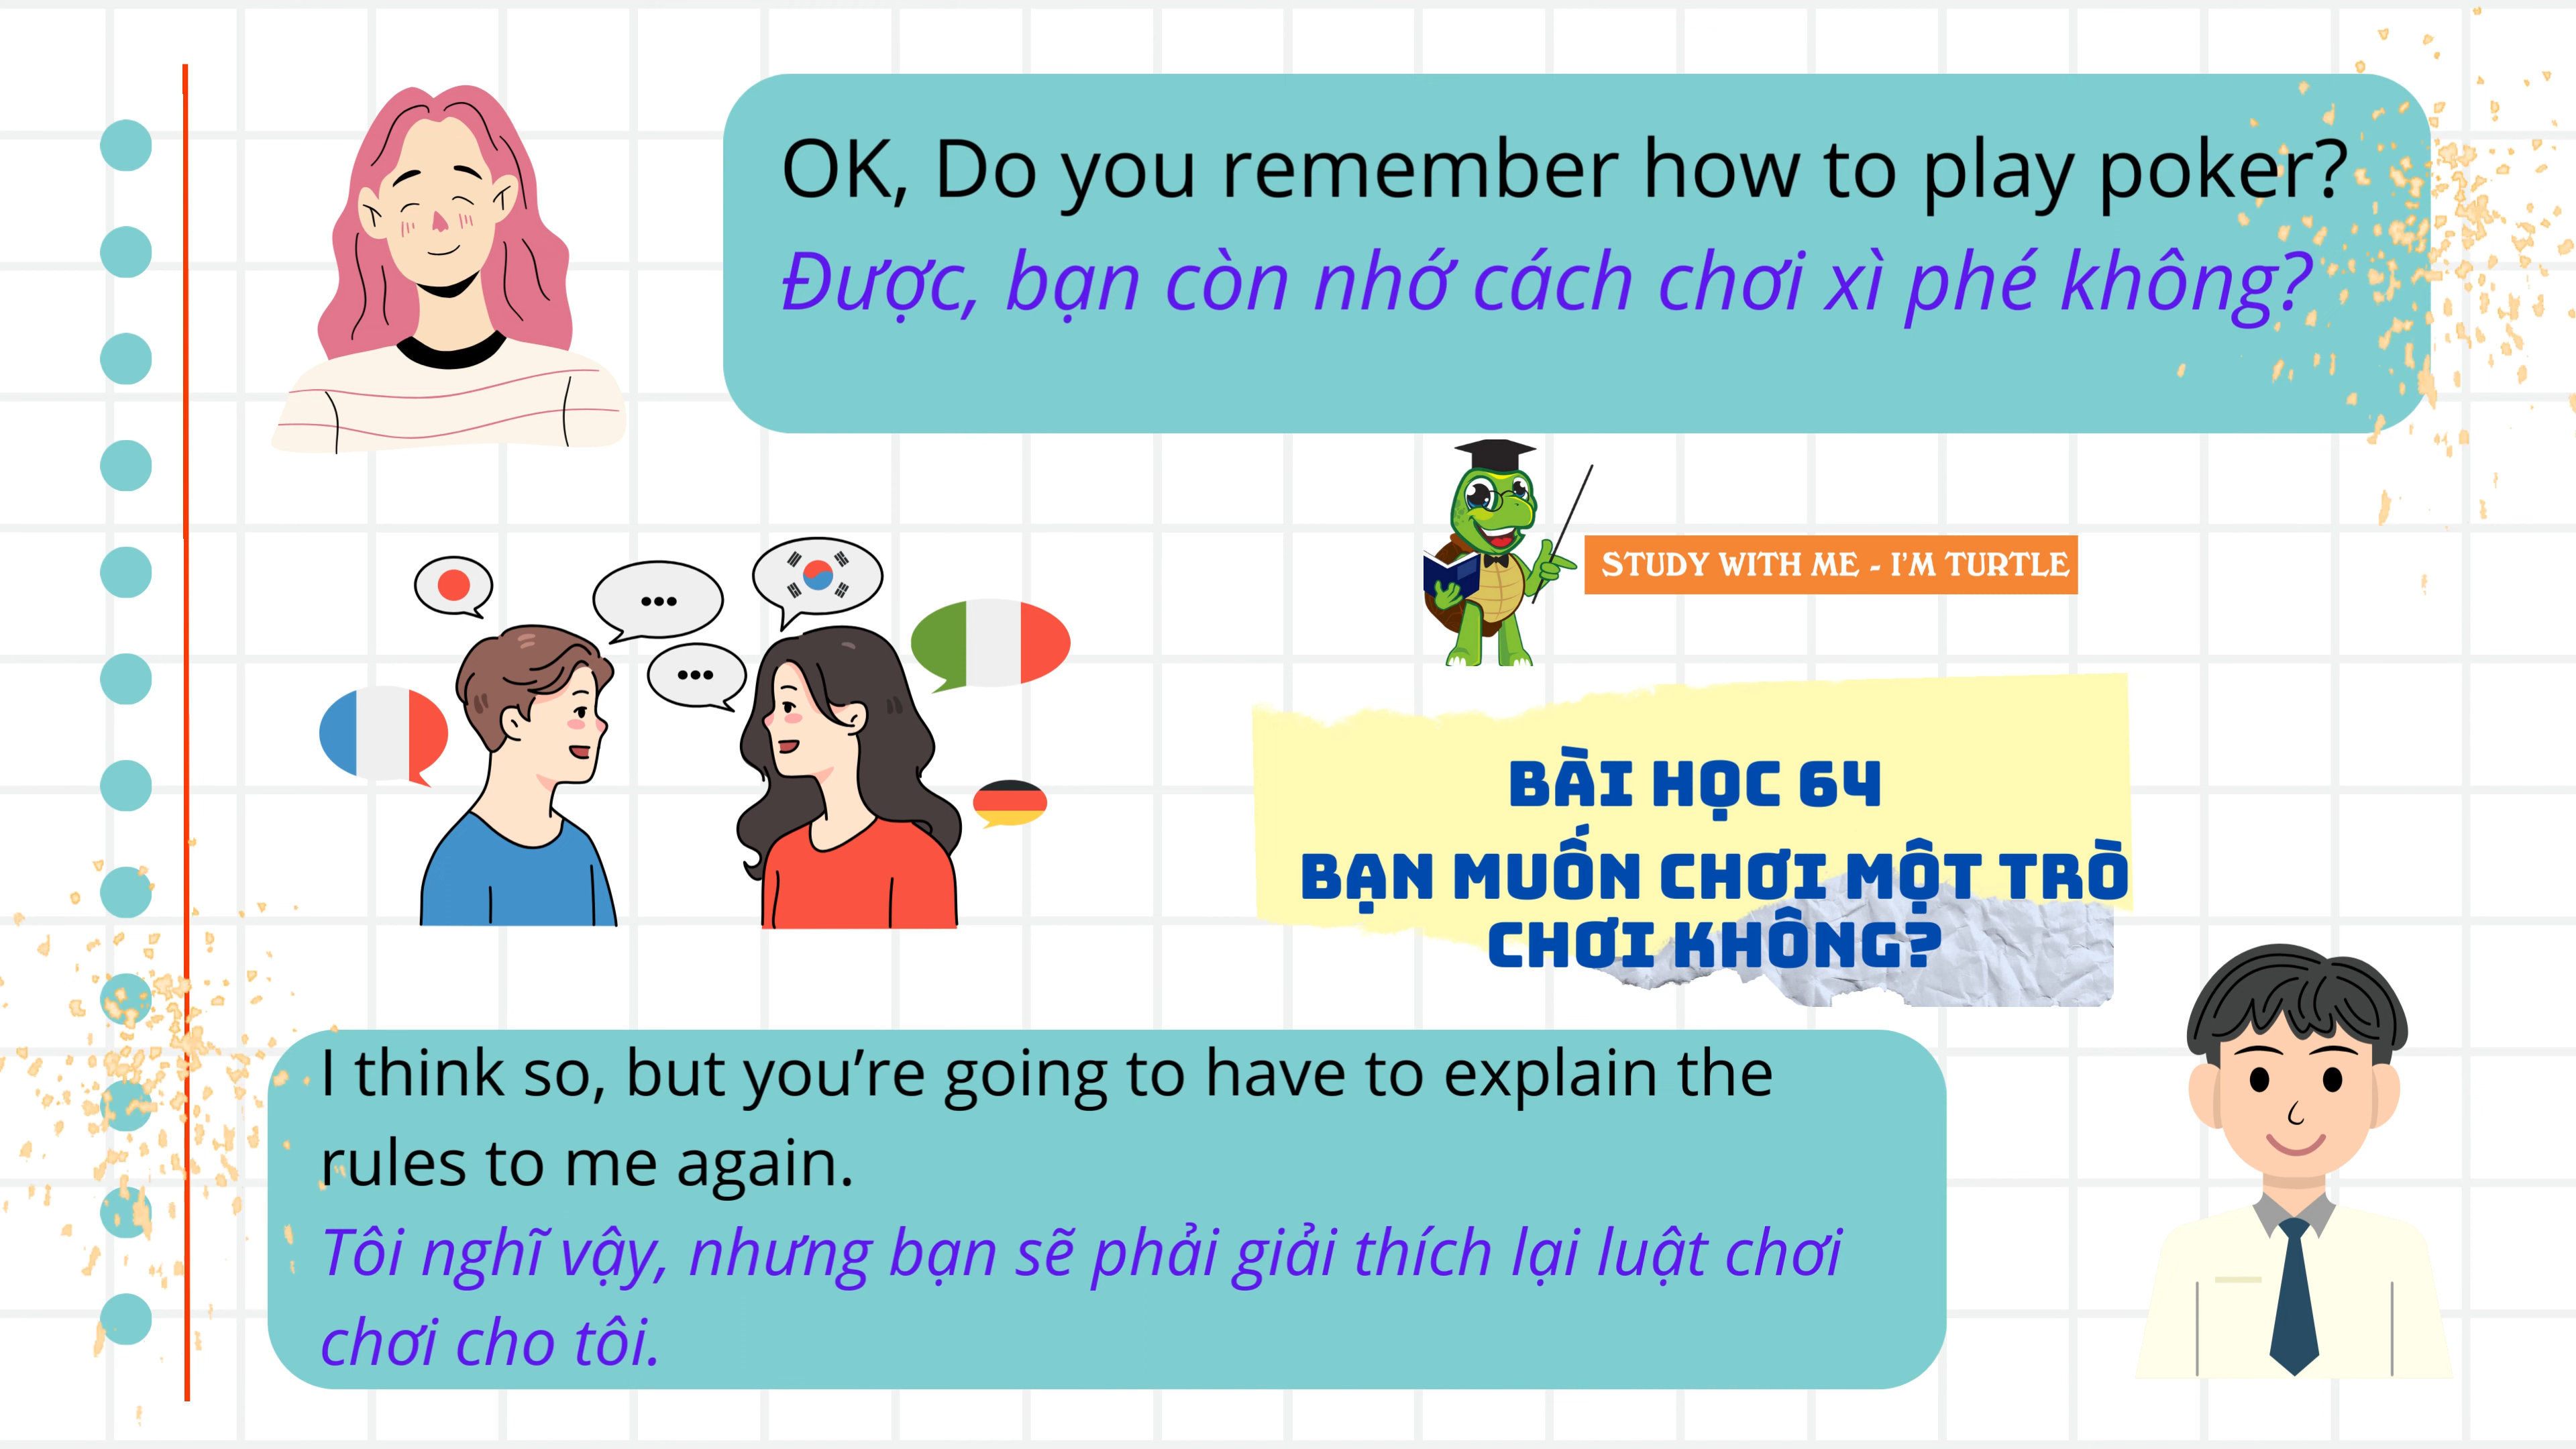 OK, Do you remember how to play poker?
Được, bạn còn nhớ cách chơi xì phé không?
STUDY WITH ME - I'M TURTLE
BÀI HỌC 64
BẠN MUỐN CHƠI MỘT TRÒ
CHƠI KHÔNG?
I think so, but you’re going to have to explain the
rules to me again.
Tôi nghĩ vậy, nhưng bạn sẽ phải giải thích lại luật chơi
chơi cho tôi.